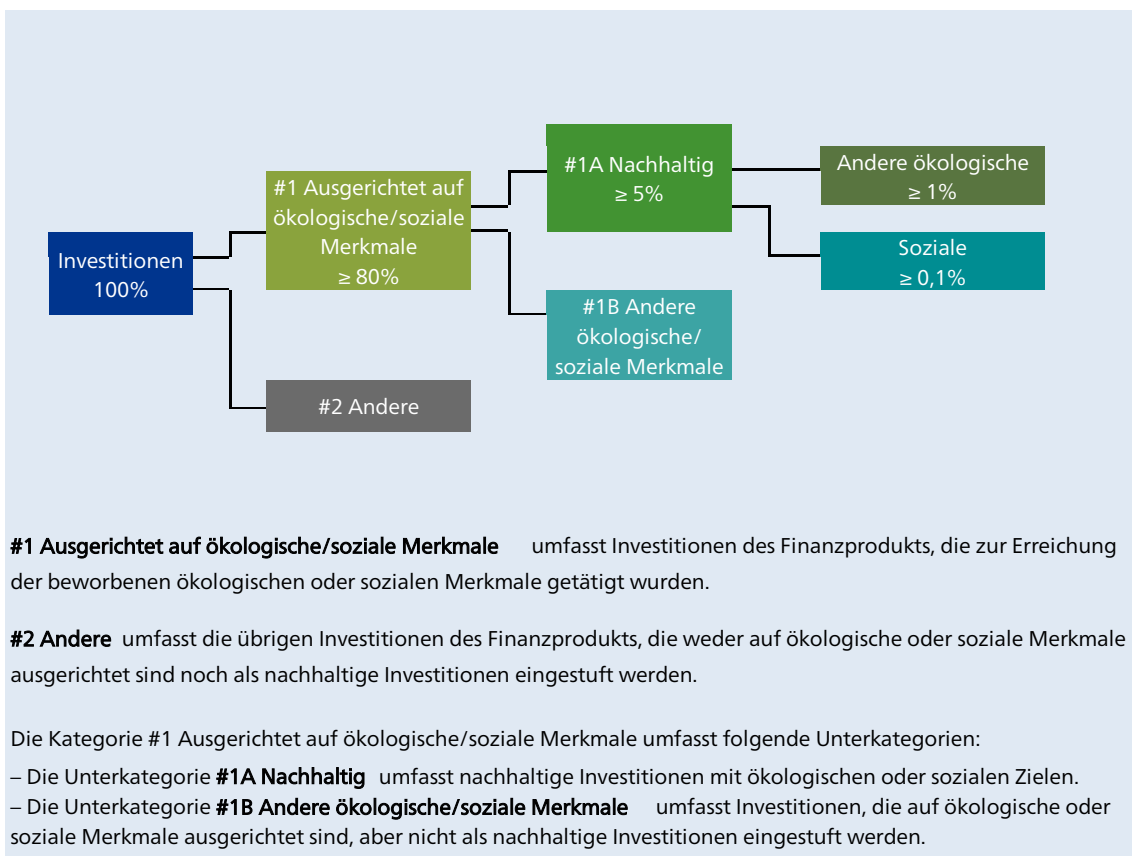 Investitionen
100%
#1 Ausgerichtet auf
ökologische/soziale
Merkmale
≥ 80%
#2 Andere
#1A Nachhaltig
≥ 5%
#1B Andere
ökologische/
soziale Merkmale
Andere ökologische
≥ 1%
Soziale
≥ 0,1%
#1 Ausgerichtet auf ökologische/soziale Merkmale umfasst Investitionen des Finanzprodukts, die zur Erreichung
der beworbenen ökologischen oder sozialen Merkmale getätigt wurden.
#2 Andere umfasst die übrigen Investitionen des Finanzprodukts, die weder auf ökologische oder soziale Merkmale
ausgerichtet sind noch als nachhaltige Investitionen eingestuft werden.
Die Kategorie #1 Ausgerichtet auf ökologische/soziale Merkmale umfasst folgende Unterkategorien:
– Die Unterkategorie #1A Nachhaltig umfasst nachhaltige Investitionen mit ökologischen oder sozialen Zielen.
– Die Unterkategorie #1B Andere ökologische/soziale Merkmale umfasst Investitionen, die auf ökologische oder
soziale Merkmale ausgerichtet sind, aber nicht als nachhaltige Investitionen eingestuft werden.